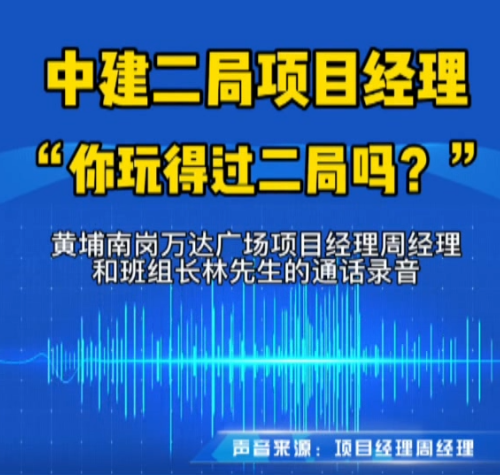 中建二局项目经理
“你玩得过二局吗？”
黄埔南岗万达广场项目经理周经理
和班组长林先生的通话录音
声音来源：项目经理周经理